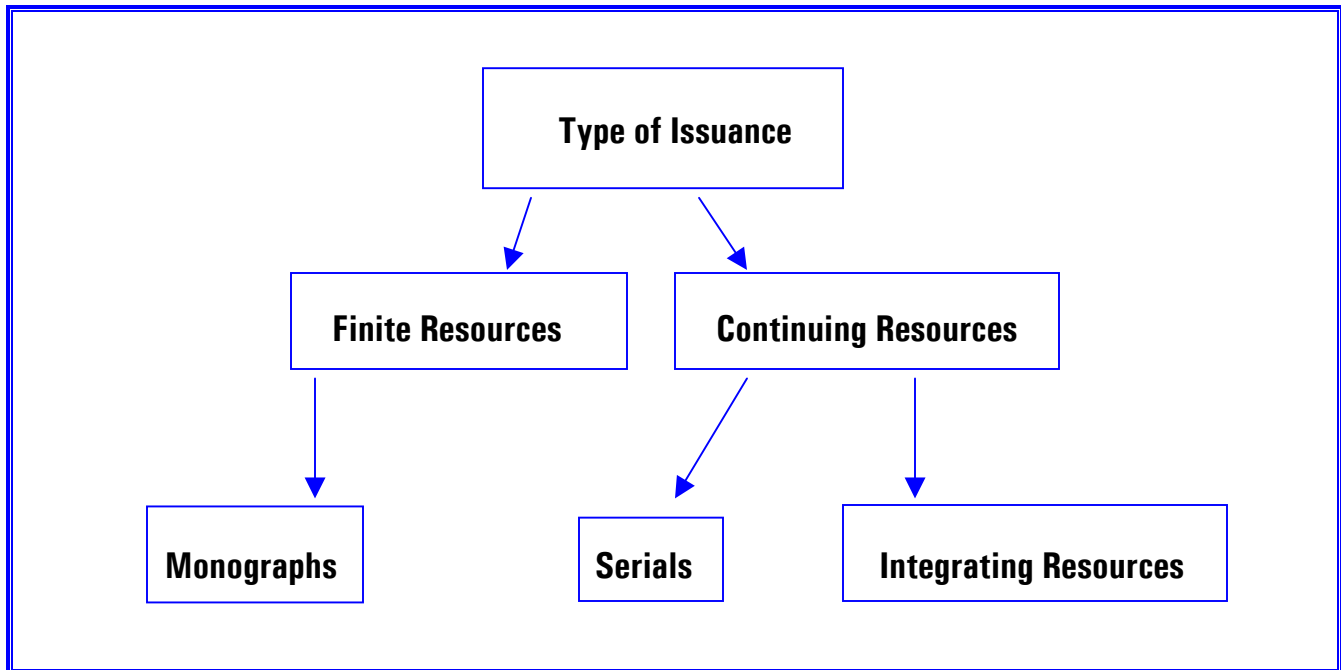 Type of Issuance
Finite Resources
Continuing Resources
Monographs
Serials
Integrating Resources